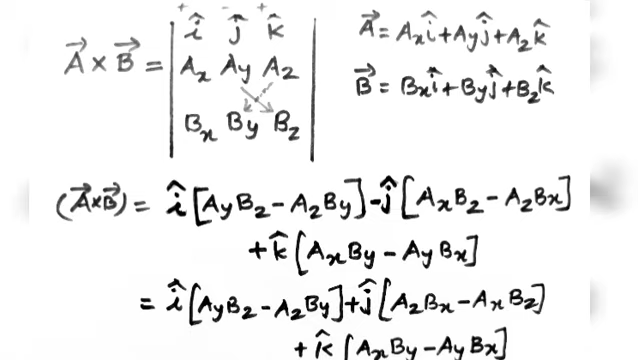 + - +
î ĵ k̂
A⃗ × B⃗ = | Ax Ay Az |
Bx By Bz
A⃗ = Axî + Ayĵ + Azk̂
B⃗ = Bxî + Byĵ + Bzk̂
(A⃗×B⃗) = î [AyBz − AzBy] − ĵ [AxBz − AzBx]
+ k̂ [AxBy − AyBx]
= î [AyBz − AzBy] + ĵ [AzBx − AxBz]
+ k̂ [AxBy − AyBx]